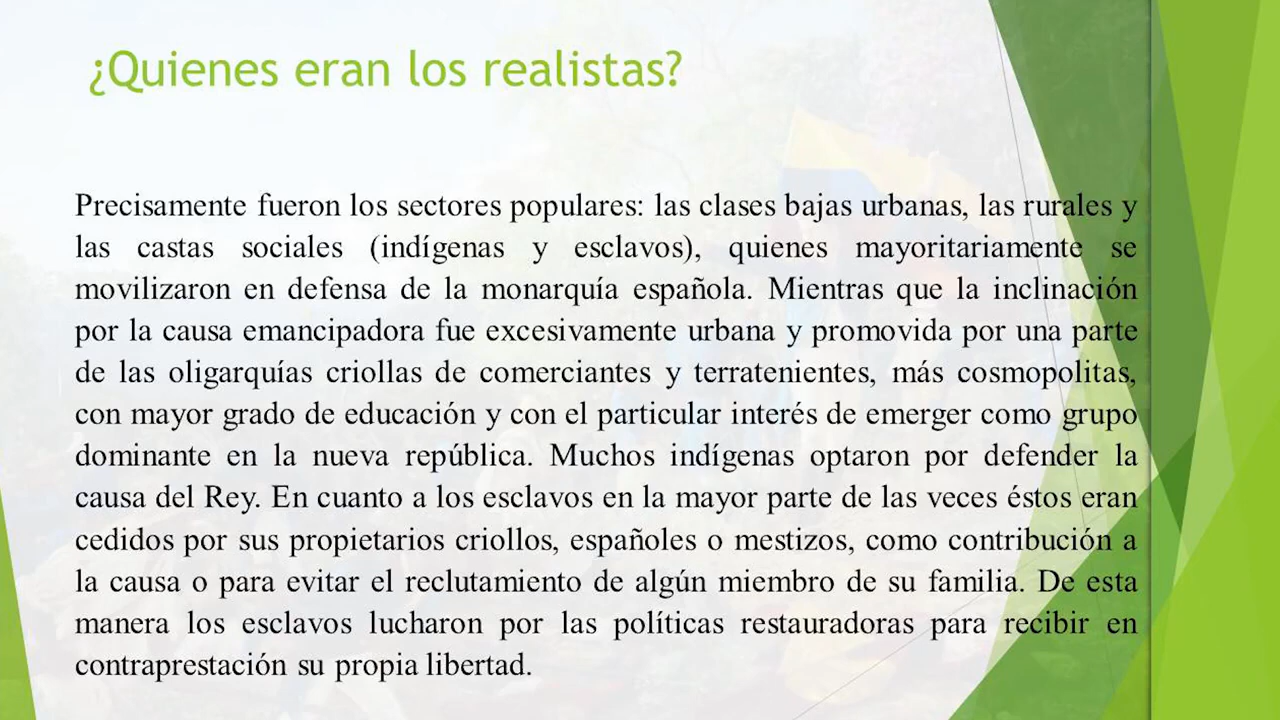 ¿Quienes eran los realistas?
Precisamente fueron los sectores populares: las clases bajas urbanas, las rurales y
las castas sociales (indígenas y esclavos), quienes mayoritariamente se
movilizaron en defensa de la monarquía española. Mientras que la inclinación
por la causa emancipadora fue excesivamente urbana y promovida por una parte
de las oligarquías criollas de comerciantes y terratenientes, más cosmopolitas,
con mayor grado de educación y con el particular interés de emerger como grupo
dominante en la nueva república. Muchos indígenas optaron por defender la
causa del Rey. En cuanto a los esclavos en la mayor parte de las veces éstos eran
cedidos por sus propietarios criollos, españoles o mestizos, como contribución a
la causa o para evitar el reclutamiento de algún miembro de su familia. De esta
manera los esclavos lucharon por las políticas restauradoras para recibir en
contraprestación su propia libertad.